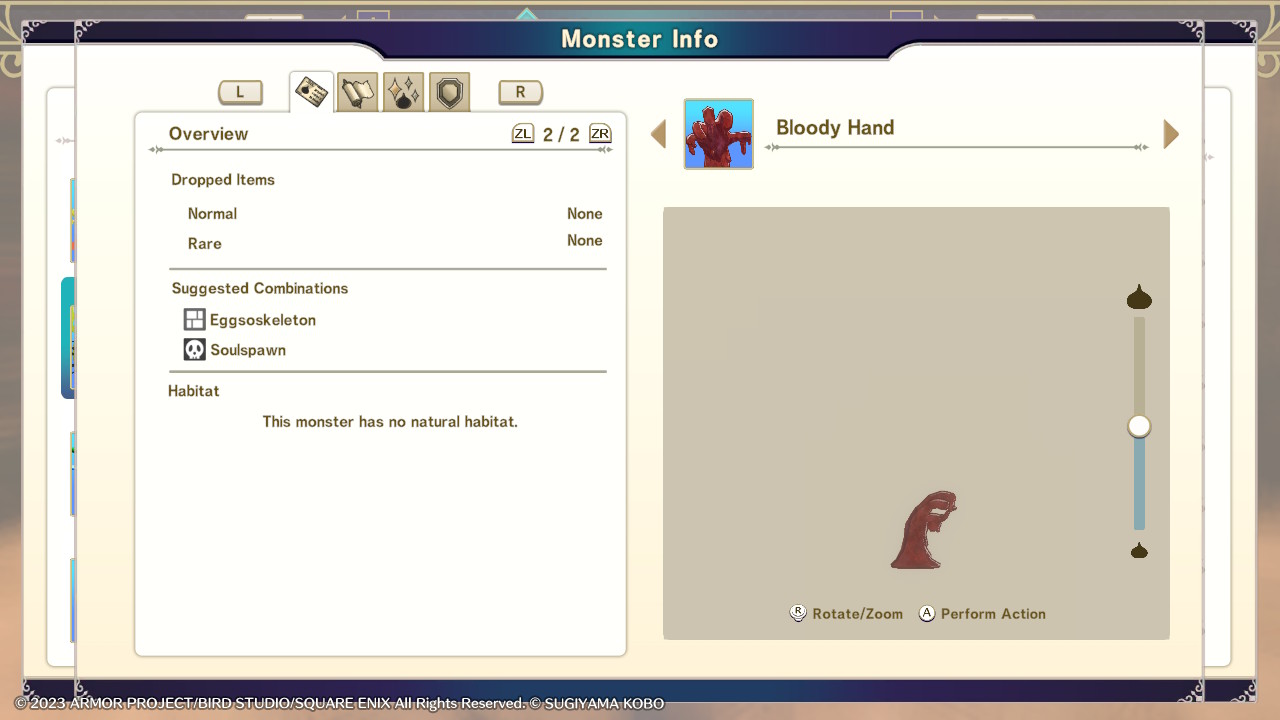 Monster Info
L
R
Overview
ZL 2 / 2 ZR
Dropped Items
Normal None
Rare None
Suggested Combinations
Eggsoskeleton
Soulspawn
Habitat
This monster has no natural habitat.
Bloody Hand
R Rotate/Zoom A Perform Action
© 2023 ARMOR PROJECT/BIRD STUDIO/SQUARE ENIX All Rights Reserved. © SUGIYAMA KOBO